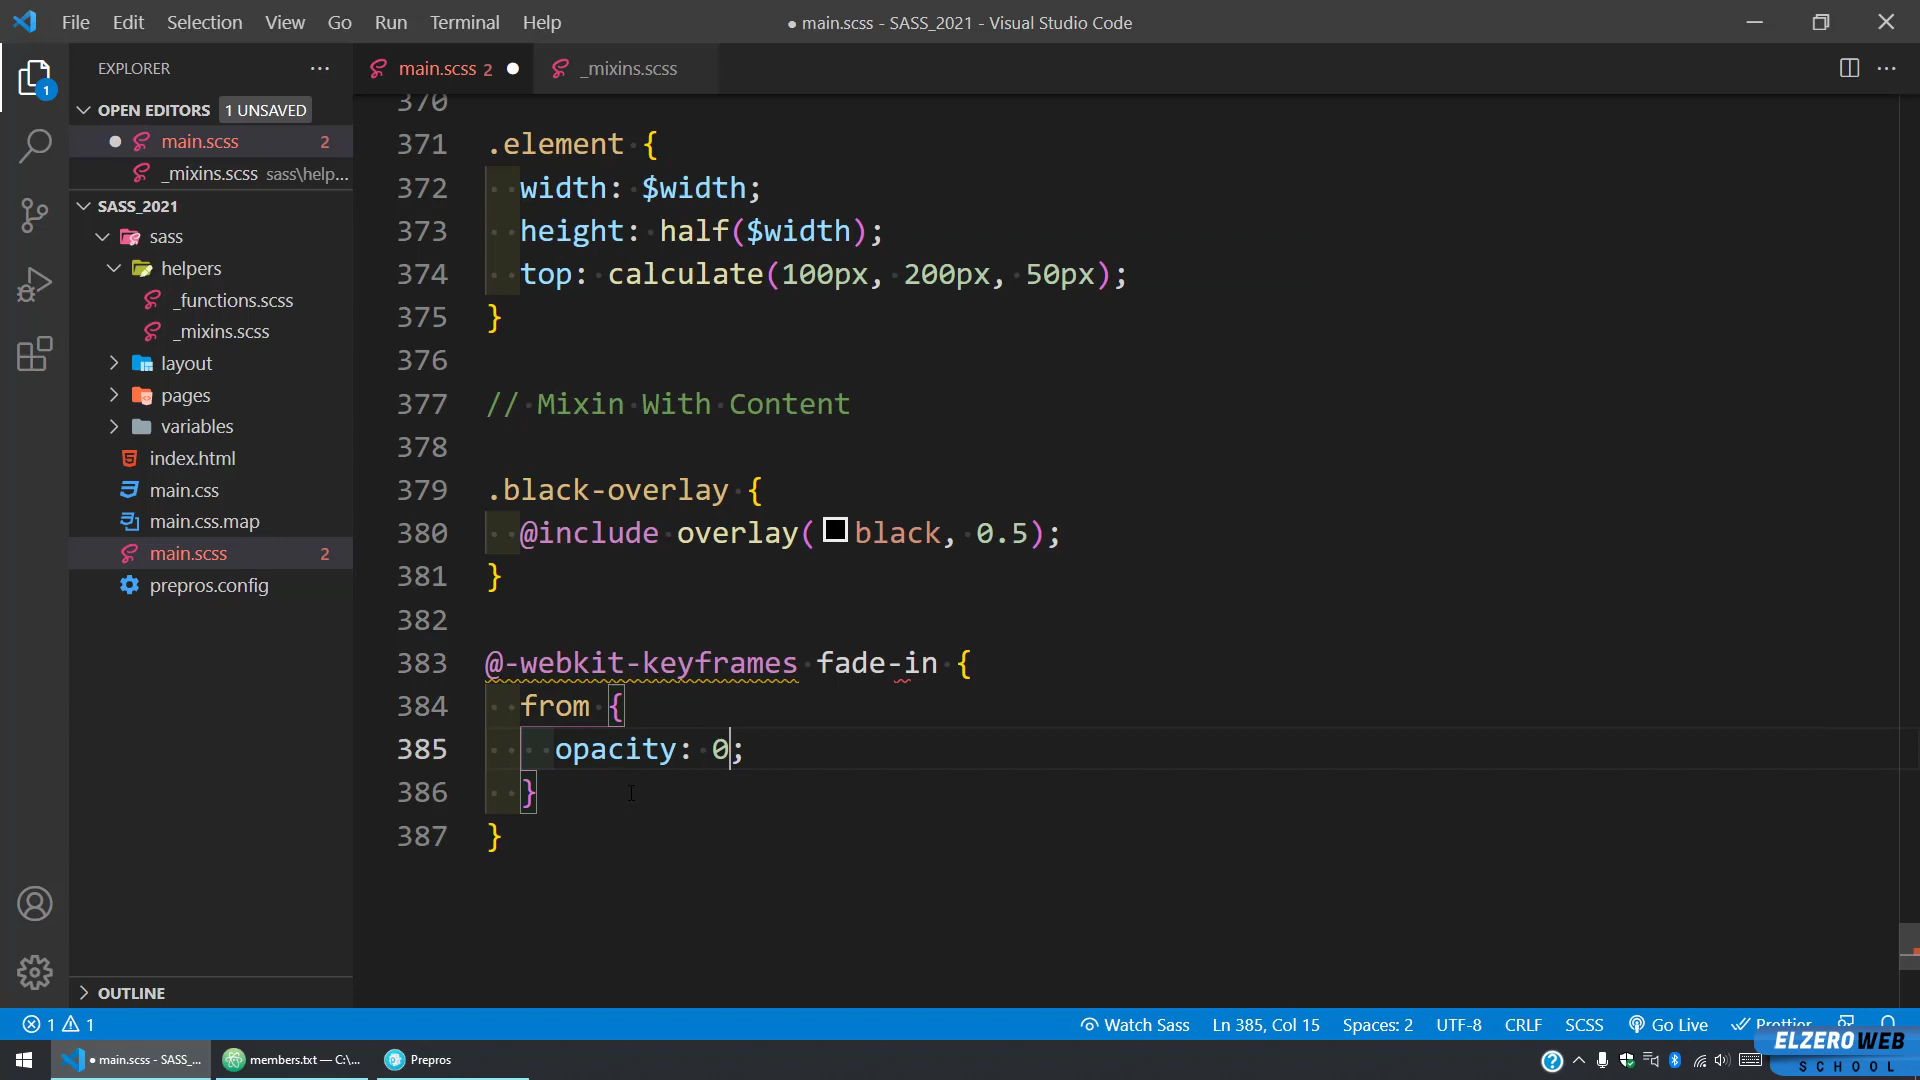 File Edit Selection View Go Run Terminal Help
● main.scss - SASS_2021 - Visual Studio Code
EXPLORER
main.scss 2
_mixins.scss
1
OPEN EDITORS 1 UNSAVED
main.scss 2
_mixins.scss sass\help...
SASS_2021
sass
helpers
_functions.scss
_mixins.scss
layout
pages
variables
index.html
main.css
main.css.map
main.scss 2
prepros.config
OUTLINE
370
371 .element {
372 width: $width;
373 height: half($width);
374 top: calculate(100px, 200px, 50px);
375 }
376
377 // Mixin With Content
378
379 .black-overlay {
380 @include overlay(black, 0.5);
381 }
382
383 @-webkit-keyframes fade-in {
384 from {
385 opacity: 0;
386 }
387 }
1 1
Watch Sass Ln 385, Col 15 Spaces: 2 UTF-8 CRLF SCSS Go Live Prettier
ELZEROWEB
SCHOOL
● main.scss - SASS_... members.txt — C:\... Prepros